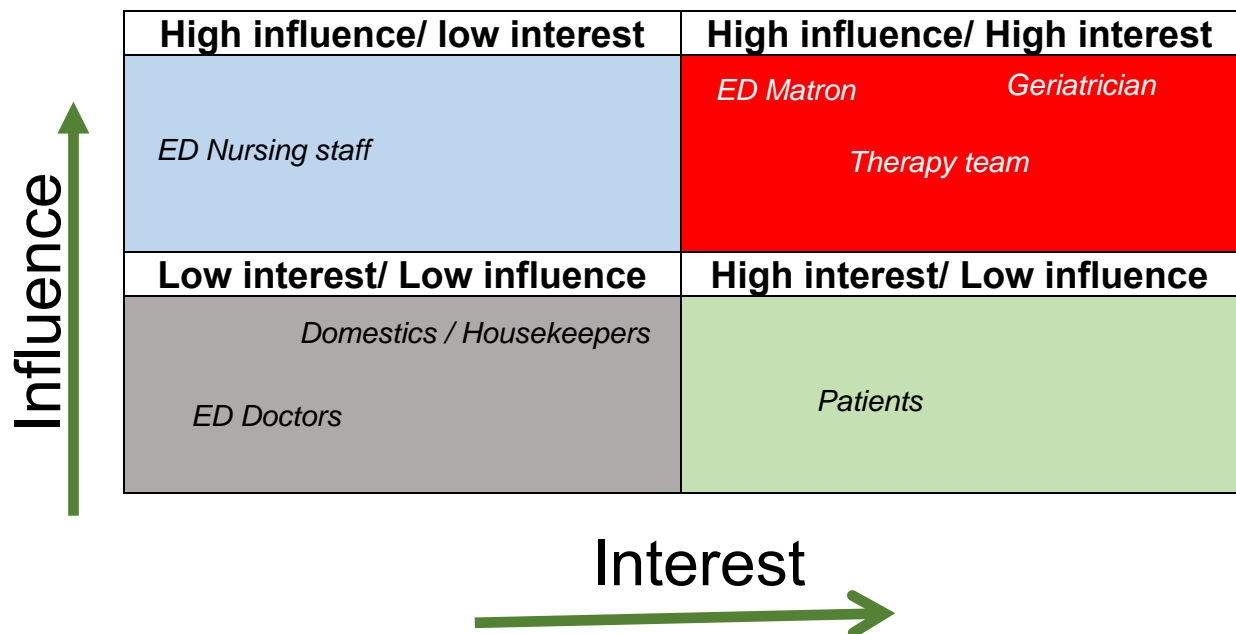 High influence/ low interest
High influence/ High interest
ED Matron
Geriatrician
ED Nursing staff
Therapy team
Low interest/ Low influence
High interest/ Low influence
Domestics / Housekeepers
ED Doctors
Patients
Influence
Interest